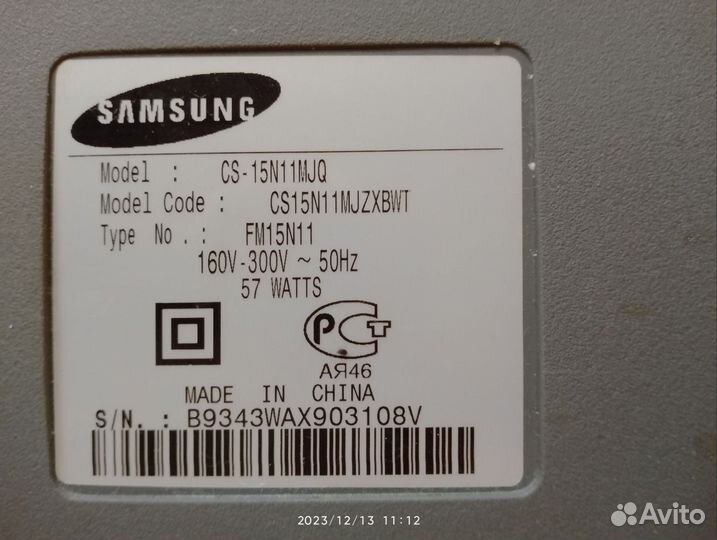 SAMSUNG
Model : CS-15N11MJQ
Model Code : CS15N11MJZXBWT
Type No . : FM15N11
160V-300V ~ 50Hz
57 WATTS
РСТ
АЯ46
MADE IN CHINA
S/N. : B9343WAX903108V
2023/12/13 11:12
Avito